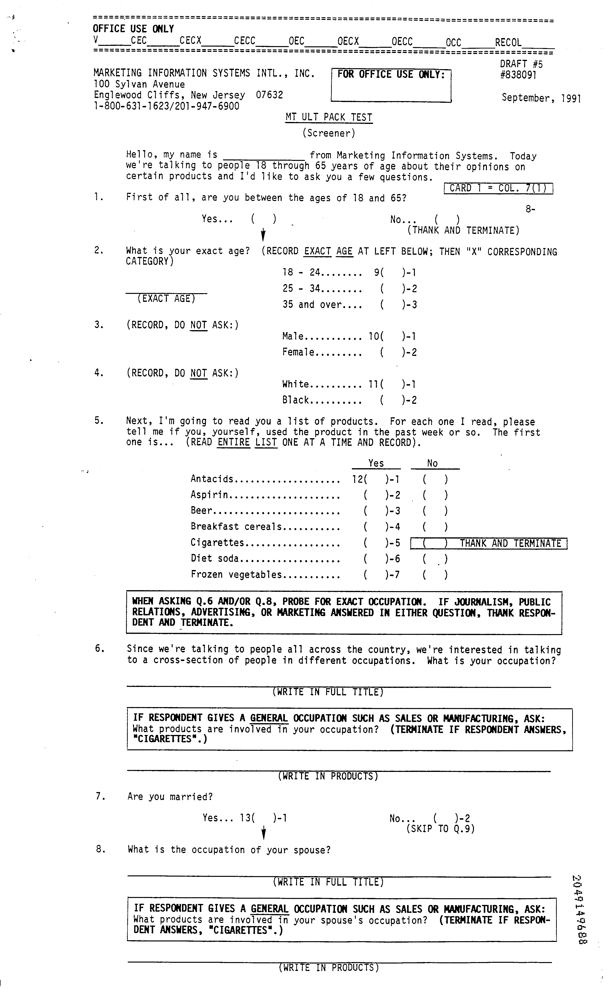 OFFICE USE ONLY
V_____CEC_____CECX_____CECC_____OEC_____OECX_____OECC_____OCC_____RECOL_____
DRAFT #5
MARKETING INFORMATION SYSTEMS INTL., INC. FOR OFFICE USE ONLY: #838091
100 Sylvan Avenue
Englewood Cliffs, New Jersey 07632 September, 1991
1-800-631-1623/201-947-6900
MT ULT PACK TEST
(Screener)
Hello, my name is ____________ from Marketing Information Systems. Today
we're talking to people 18 through 65 years of age about their opinions on
certain products and I'd like to ask you a few questions.
CARD 1 = COL. 7(1)
1. First of all, are you between the ages of 18 and 65?
8-
Yes... ( ) No... ( )
(THANK AND TERMINATE)
2. What is your exact age? (RECORD EXACT AGE AT LEFT BELOW; THEN "X" CORRESPONDING
CATEGORY)
18 - 24........ 9( )-1
25 - 34........ ( )-2
(EXACT AGE) 35 and over.... ( )-3
3. (RECORD, DO NOT ASK:)
Male........... 10( )-1
Female......... ( )-2
4. (RECORD, DO NOT ASK:)
White.......... 11( )-1
Black.......... ( )-2
5. Next, I'm going to read you a list of products. For each one I read, please
tell me if you, yourself, used the product in the past week or so. The first
one is... (READ ENTIRE LIST ONE AT A TIME AND RECORD).
Yes No
Antacids.................... 12( )-1 ( )
Aspirin..................... ( )-2 ( )
Beer........................ ( )-3 ( )
Breakfast cereals........... ( )-4 ( )
Cigarettes.................. ( )-5 ( ) THANK AND TERMINATE
Diet soda................... ( )-6 ( )
Frozen vegetables........... ( )-7 ( )
WHEN ASKING Q.6 AND/OR Q.8, PROBE FOR EXACT OCCUPATION. IF JOURNALISM, PUBLIC
RELATIONS, ADVERTISING, OR MARKETING ANSWERED IN EITHER QUESTION, THANK RESPON-
DENT AND TERMINATE.
6. Since we're talking to people all across the country, we're interested in talking
to a cross-section of people in different occupations. What is your occupation?
(WRITE IN FULL TITLE)
IF RESPONDENT GIVES A GENERAL OCCUPATION SUCH AS SALES OR MANUFACTURING, ASK:
What products are involved in your occupation? (TERMINATE IF RESPONDENT ANSWERS,
"CIGARETTES".)
(WRITE IN PRODUCTS)
7. Are you married?
Yes... 13( )-1 No... ( )-2
(SKIP TO Q.9)
8. What is the occupation of your spouse?
(WRITE IN FULL TITLE)
IF RESPONDENT GIVES A GENERAL OCCUPATION SUCH AS SALES OR MANUFACTURING, ASK:
What products are involved in your spouse's occupation? (TERMINATE IF RESPON-
DENT ANSWERS, "CIGARETTES".)
(WRITE IN PRODUCTS)
2049149688